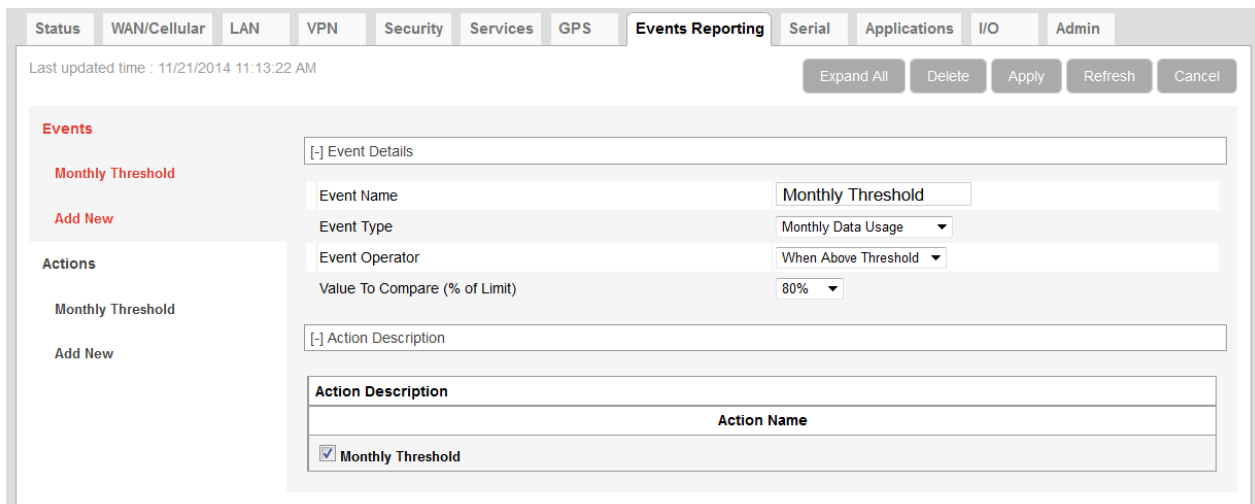 Status WAN/Cellular LAN VPN Security Services GPS Events Reporting Serial Applications I/O Admin
Last updated time : 11/21/2014 11:13:22 AM
Expand All Delete Apply Refresh Cancel
Events
Monthly Threshold
Add New
Actions
Monthly Threshold
Add New
[-] Event Details
Event Name Monthly Threshold
Event Type Monthly Data Usage
Event Operator When Above Threshold
Value To Compare (% of Limit) 80%
[-] Action Description
Action Description
Action Name
Monthly Threshold